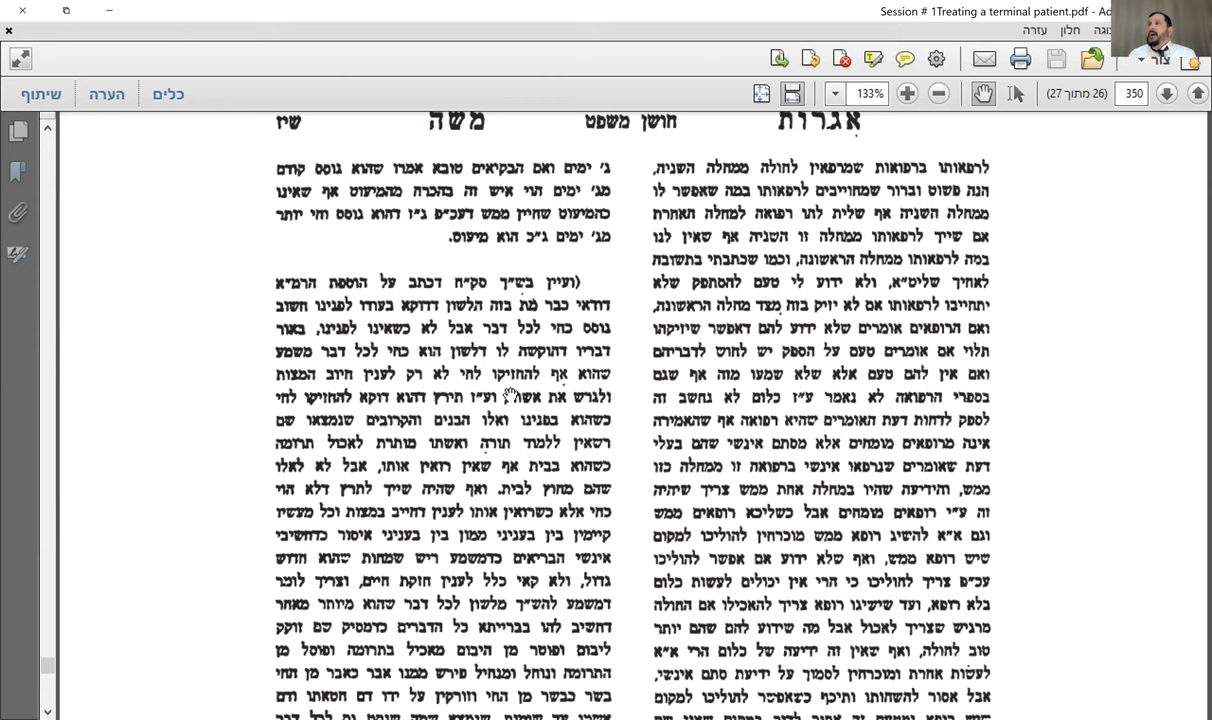 Session # 1Treating a terminal patient.pdf - Ad
חלון עזרה
צור
כלים הערה שיתוף
133% (26 מתוך 27) 350
אגרות חושן משפט משה שיז
לרפאותו ברפואות שמרפאין לחולה ממחלה השניה,
הנה פשוט וברור שמחוייבים לרפאותו במה שאפשר לו
ממחלה השניה אף שלית לתו רפואה למחלה האחרת
אם שייך לרפאותו ממחלה זו השניה אף שאין לנו
במה לרפאותו ממחלה הראשונה, וכמו שכתבתי בתשובה
לאחיך שליט״א, ולא ידוע לי טעם להסתפק שלא
יתחייבו לרפאותו אם לא יזיק בזה מצד מחלה הראשונה,
ואם הרופאים אומרים שלא ידוע להם דאפשר שיזיקתו
תלוי אם אומרים טעם על הספק יש לחוש לדבריהם
ואם אין להם טעם אלא שלא שמעו מזה אף שגם
בספרי הרפואה לא נאמר ע״ז כלום לא נחשב זה
לספק לדחות דעת האומרים שהיא רפואה אף שהאמירה
אינה מרופאים מומחים אלא מסתם אינשי שהם בעלי
דעת שאומרים שנרפאו אינשי ברפואה זו ממחלה כזו
ממש, והידיעה שהיו במחלה אחת ממש צריך שיהיה
זה ע״י רופאים מומחים אבל כשליכא רופאים ממש
וגם א״א להשיג רופא ממש מוכרחין להוליכו למקום
שיש רופא ממש, ואף שלא ידוע אם אפשר להוליכו
עכ״פ צריך להוליכו כי הרי אין יכולים לעשות כלום
בלא רופא, ועד שישיגו רופא צריך להאכילו אם החולה
מרגיש שצריך לאכול אבל מה שידוע להם שהם יותר
טוב לחולה, ואף שאין זה ידיעה של כלום הרי א״א
לעשות אחרת ומוכרחין לסמוך על ידיעת סתם אינשי,
אבל אסור להשהותו ותיכף כשאפשר להוליכו למקום
ג׳ ימים ואם הבקיאים טובא אמרו שהוא גוסס קודם
מג׳ ימים הוי איש זה בהכרח מהמיעוט אף שאינו
כהמיעוט שחיין ממש דעכ״פ ג״ז דהוא גוסס וחי יותר
מג׳ ימים ג״כ הוא מיעוט.
(ועיין בש״ך סק״ח דכתב על הוספת הרמ״א
דודאי כבר מת בזה הלשון דדוקא בעודו לפנינו חשוב
גוסס כחי לכל דבר אבל לא כשאינו לפנינו, באור
דבריו דהוקשה לו דלשון הוא כחי לכל דבר משמע
שהוא אף להחזיקו לחי לא רק לענין חיוב המצות
ולגרש את וע״ז תירץ דהוא דוקא להחזיקו לחי
כשהוא בפנינו ואלו הבנים והקרובים שנמצאו שם
רשאין ללמוד תורה ואשתו מותרת לאכול תרומה
כשהוא בבית אף שאין רואין אותו, אבל לא לאלו
שהם מחוץ לבית. ואף שהיה שייך לתרץ דלא הוי
כחי אלא כשרואין אותו לענין דחייב במצות וכל מעשיו
קיימין בין בעניני ממון בין בעניני איסור כדחשיבי
אינשי הבריאים כדמשמע ריש שמחות שהוא חדוש
גדול, ולא קאי כלל לענין חזקת חיים, וצריך לומר
דמשמע להש״ך מלשון לכל דבר שהוא מיותר מאחר
דחשיב להו בברייתא כל הדברים כדמסיק שם זוקק
ליבום ופוטר מן היבום מאכיל בתרומה ופוסל מן
התרומה ונוחל ומנחיל פירש ממנו אבר כאבר מן החי
בשר כבשר מן החי וזורקין על ידו דם חטאתו ודם